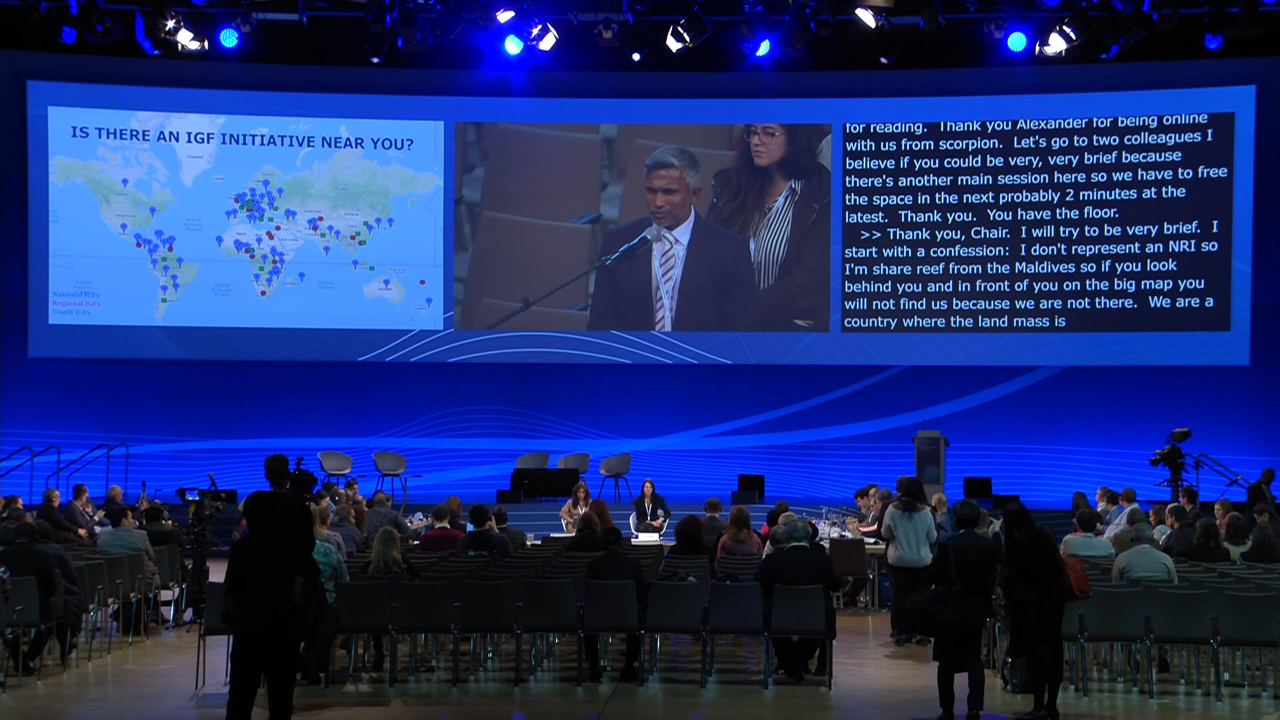 IS THERE AN IGF INITIATIVE NEAR YOU?
National IGFs
Regional IGFs
Youth IGFs
for reading. Thank you Alexander for being online
with us from scorpion. Let's go to two colleagues I
believe if you could be very, very brief because
there's another main session here so we have to free
the space in the next probably 2 minutes at the
latest. Thank you. You have the floor.
>> Thank you, Chair. I will try to be very brief. I
start with a confession: I don't represent an NRI so
I'm share reef from the Maldives so if you look
behind you and in front of you on the big map you
will not find us because we are not there. We are a
country where the land mass is